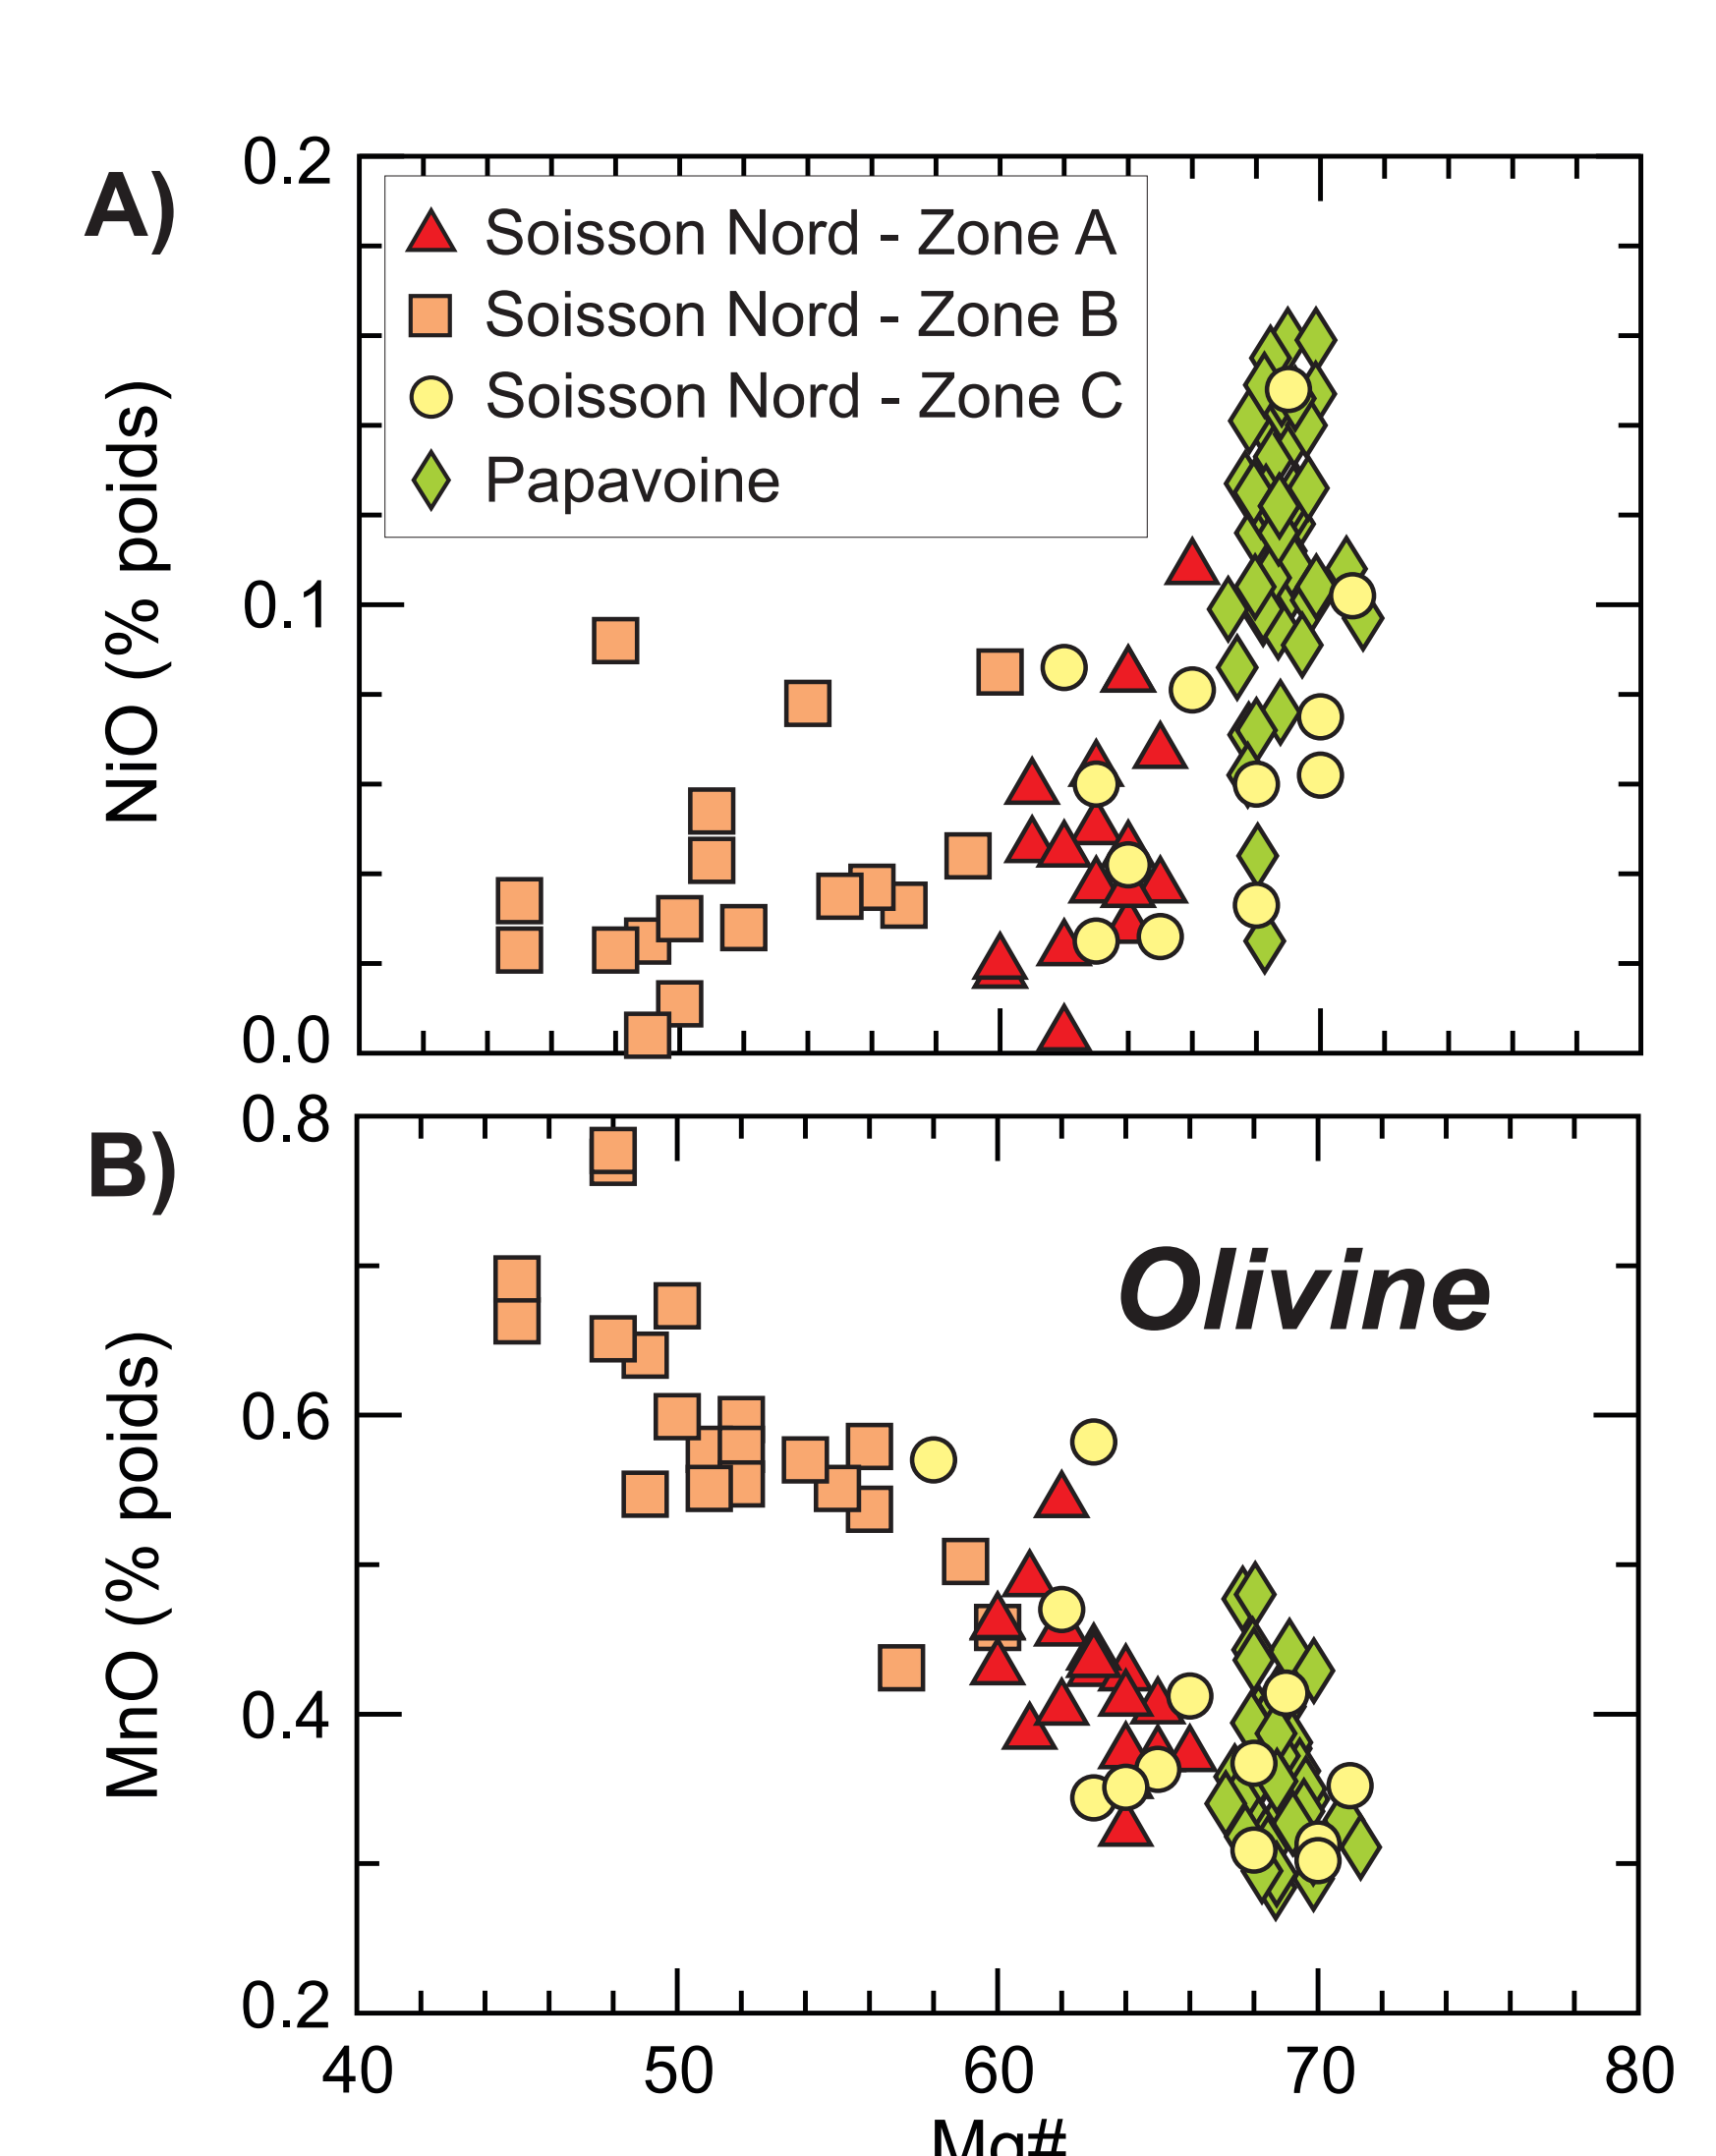 A)
0.2
0.1
0.0
NiO (% poids)
Soisson Nord - Zone A
Soisson Nord - Zone B
Soisson Nord - Zone C
Papavoine
B)
0.8
0.6
0.4
0.2
MnO (% poids)
Olivine
40 50 60 70 80
Mg#